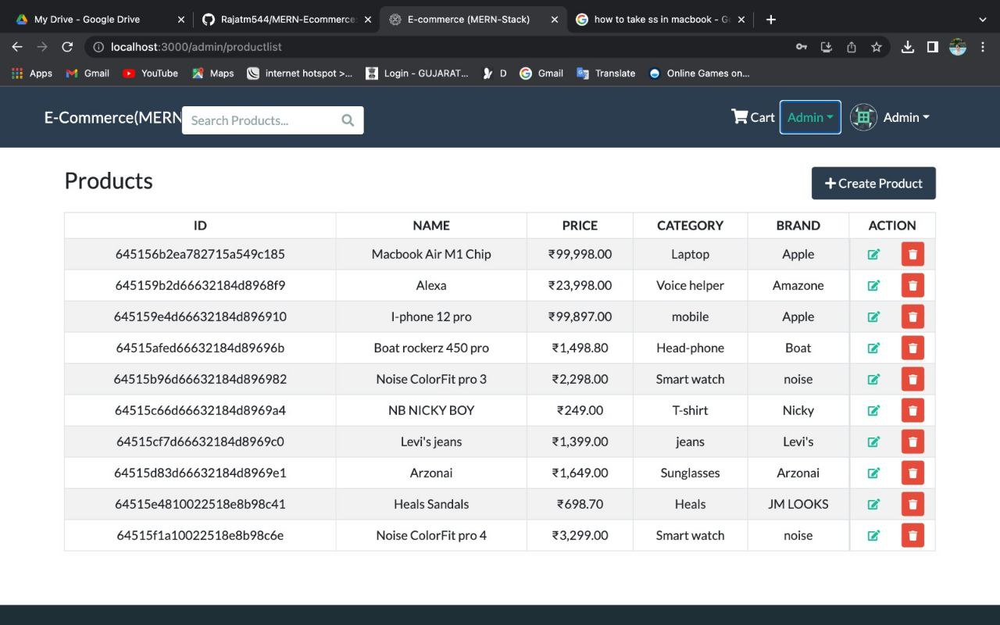 My Drive - Google Drive
Rajatm544/MERN-Ecommerce:
E-commerce (MERN-Stack)
how to take ss in macbook - G
localhost:3000/admin/productlist
Apps Gmail YouTube Maps internet hotspot >... Login - GUJARAT... D Gmail Translate Online Games on...
E-Commerce(MERN Search Products... Cart Admin Admin
Products + Create Product
ID NAME PRICE CATEGORY BRAND ACTION
645156b2ea782715a549c185 Macbook Air M1 Chip ₹99,998.00 Laptop Apple
645159b2d66632184d8968f9 Alexa ₹23,998.00 Voice helper Amazone
645159e4d66632184d896910 I-phone 12 pro ₹99,897.00 mobile Apple
64515afed66632184d89696b Boat rockerz 450 pro ₹1,498.80 Head-phone Boat
64515b96d66632184d896982 Noise ColorFit pro 3 ₹2,298.00 Smart watch noise
64515c66d66632184d8969a4 NB NICKY BOY ₹249.00 T-shirt Nicky
64515cf7d66632184d8969c0 Levi's jeans ₹1,399.00 jeans Levi's
64515d83d66632184d8969e1 Arzonai ₹1,649.00 Sunglasses Arzonai
64515e4810022518e8b98c41 Heals Sandals ₹698.70 Heals JM LOOKS
64515f1a10022518e8b98c6e Noise ColorFit pro 4 ₹3,299.00 Smart watch noise